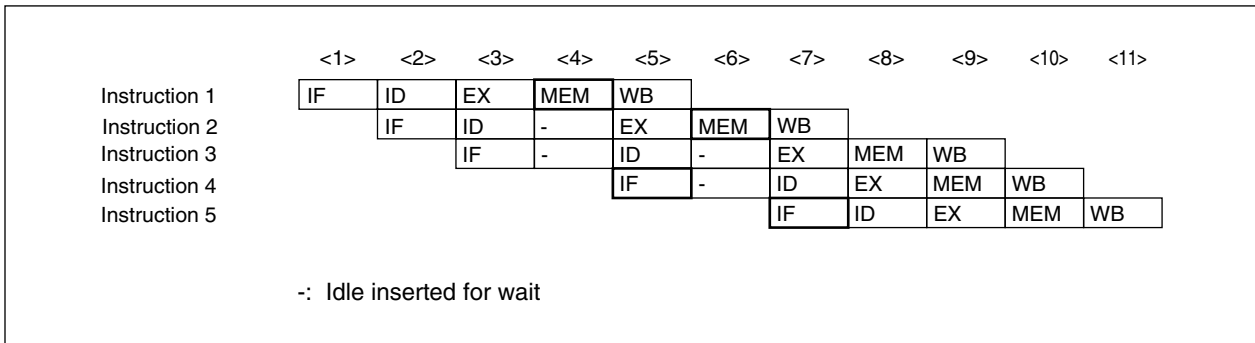 <1> <2> <3> <4> <5> <6> <7> <8> <9> <10> <11>
Instruction 1 IF ID EX MEM WB
Instruction 2 IF ID - EX MEM WB
Instruction 3 IF - ID - EX MEM WB
Instruction 4 IF - ID EX MEM WB
Instruction 5 IF ID EX MEM WB
-: Idle inserted for wait